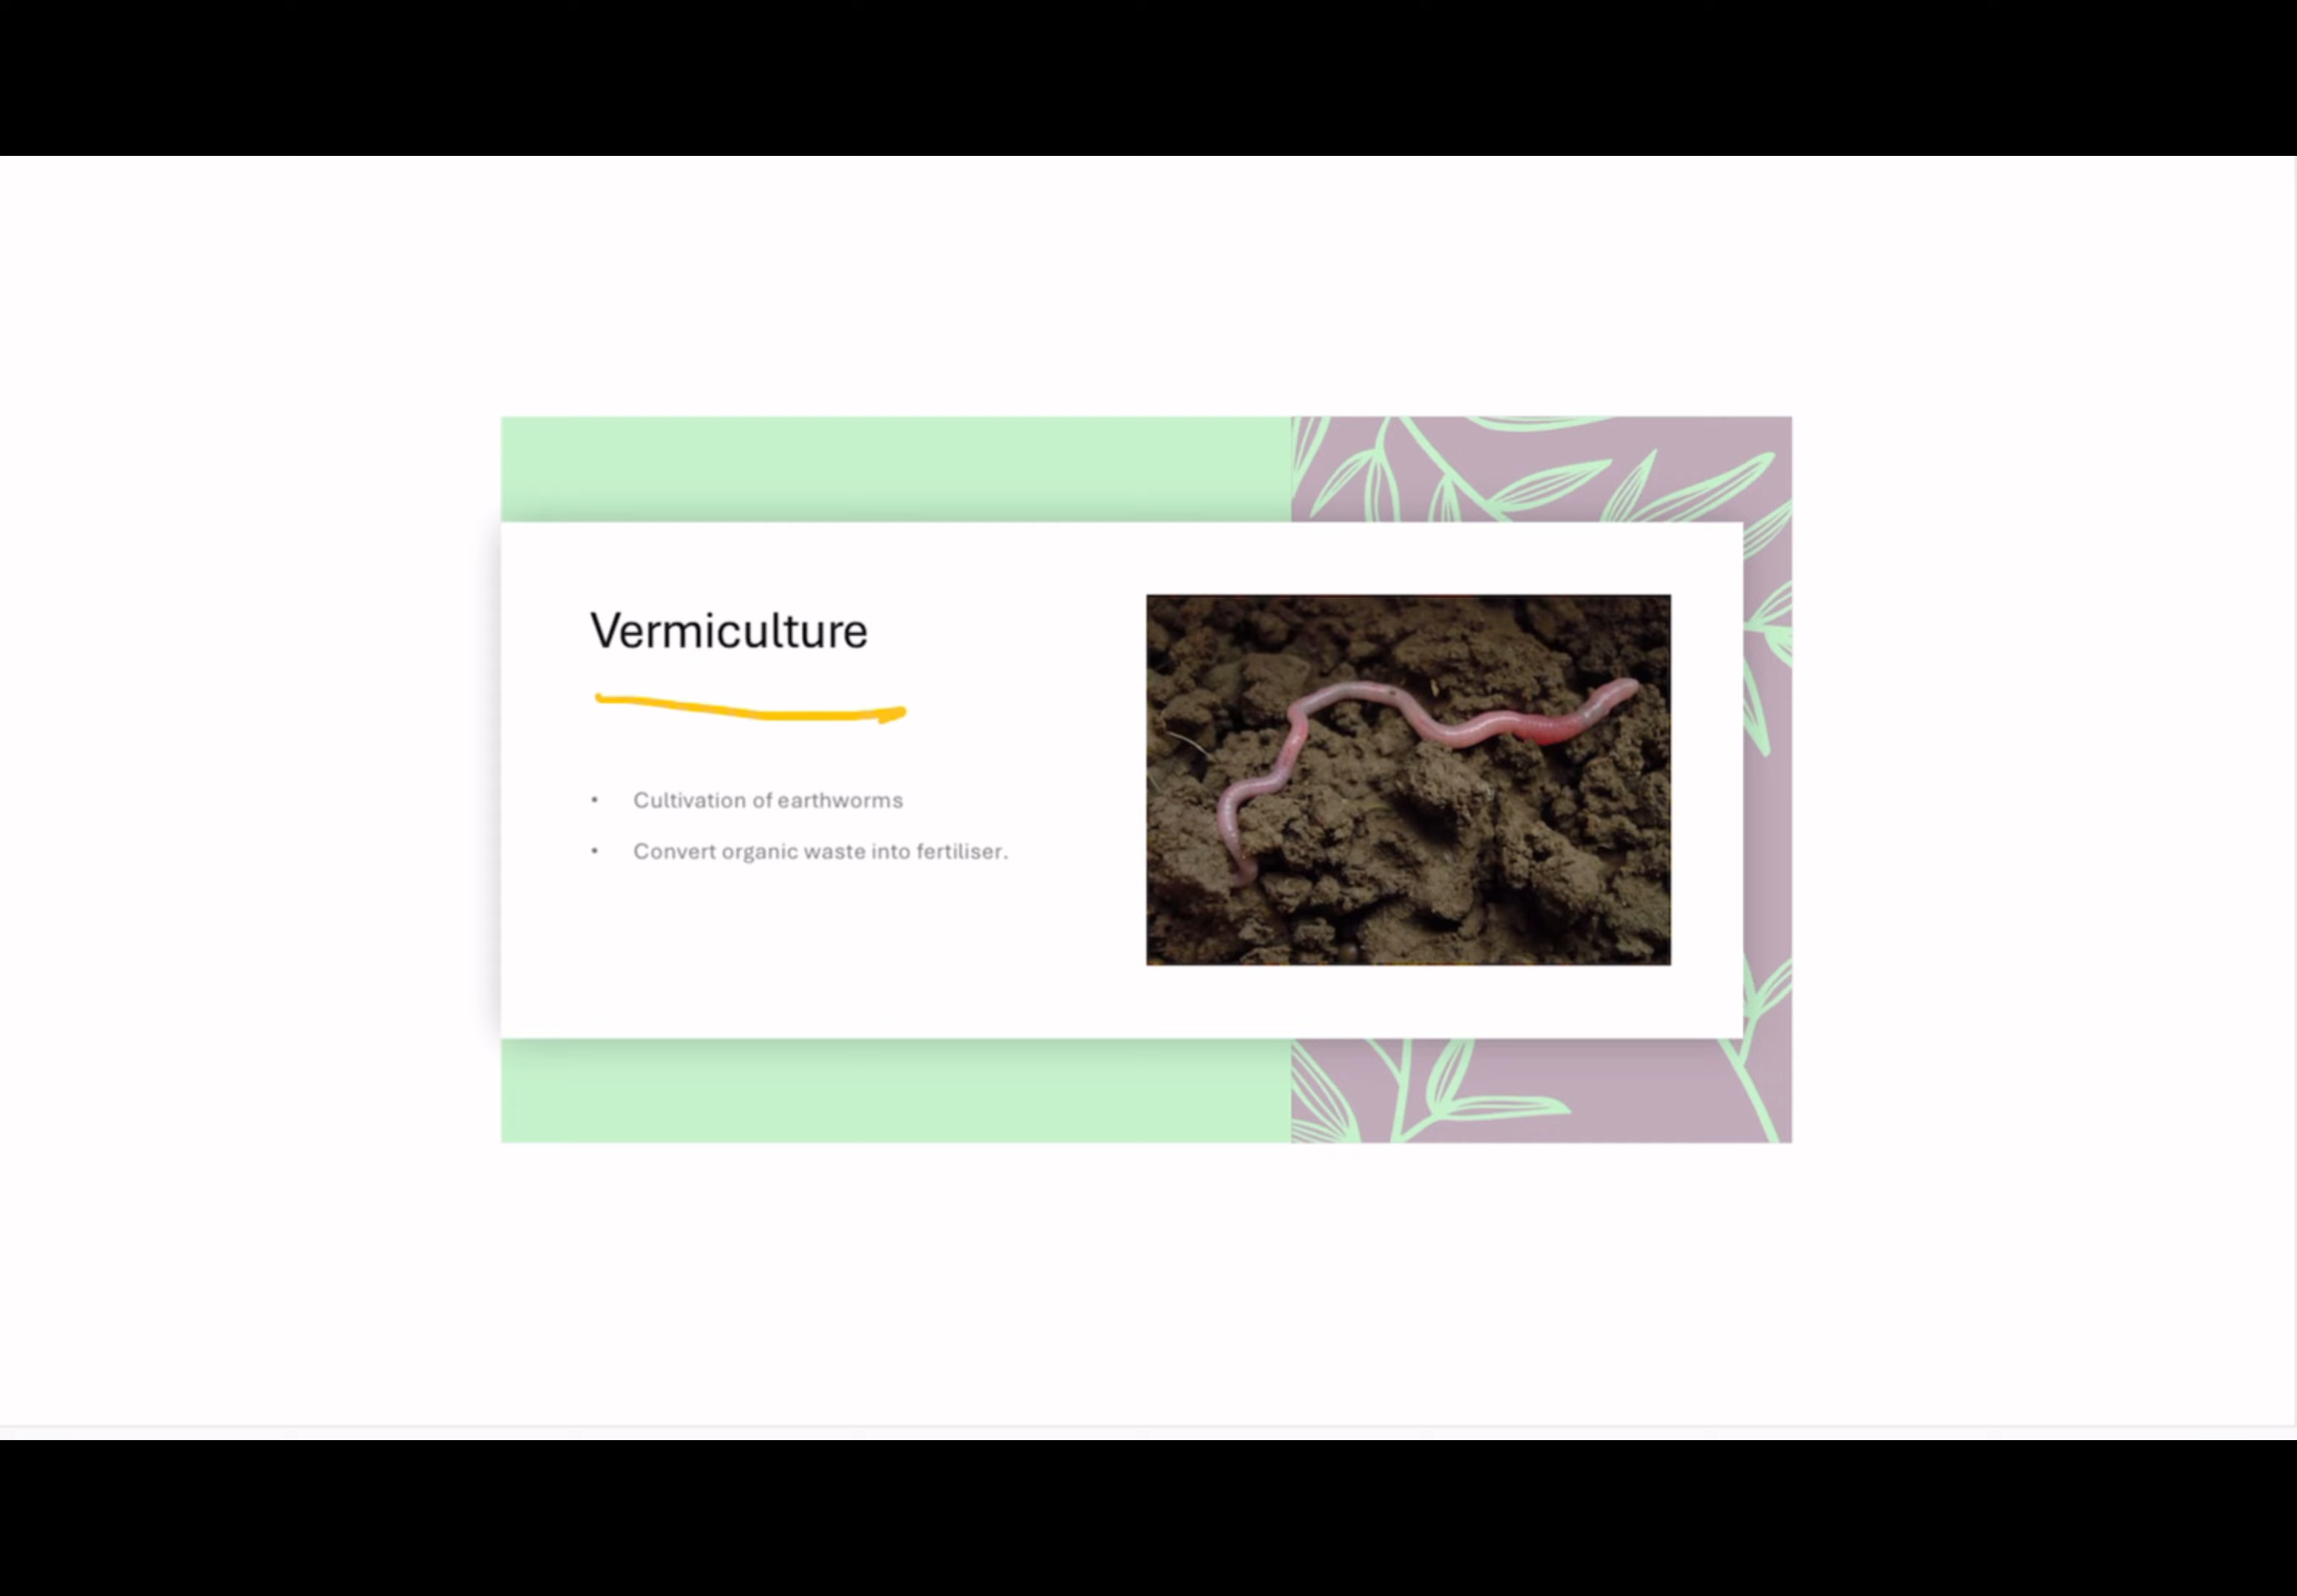 Vermiculture
• Cultivation of earthworms
• Convert organic waste into fertiliser.